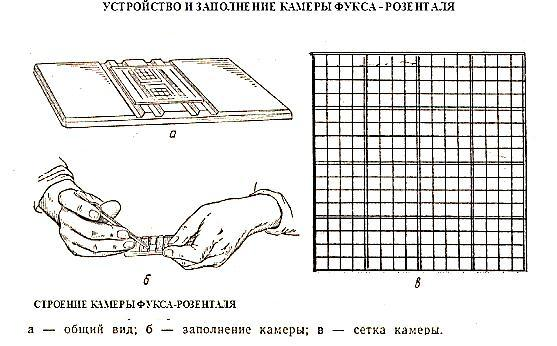 УСТРОЙСТВО И ЗАПОЛНЕНИЕ КАМЕРЫ ФУКСА - РОЗЕНТАЛЯ
а
б
в
СТРОЕНИЕ КАМЕРЫ ФУКСА-РОЗЕНТАЛЯ
а — общий вид; б — заполнение камеры; в — сетка камеры.